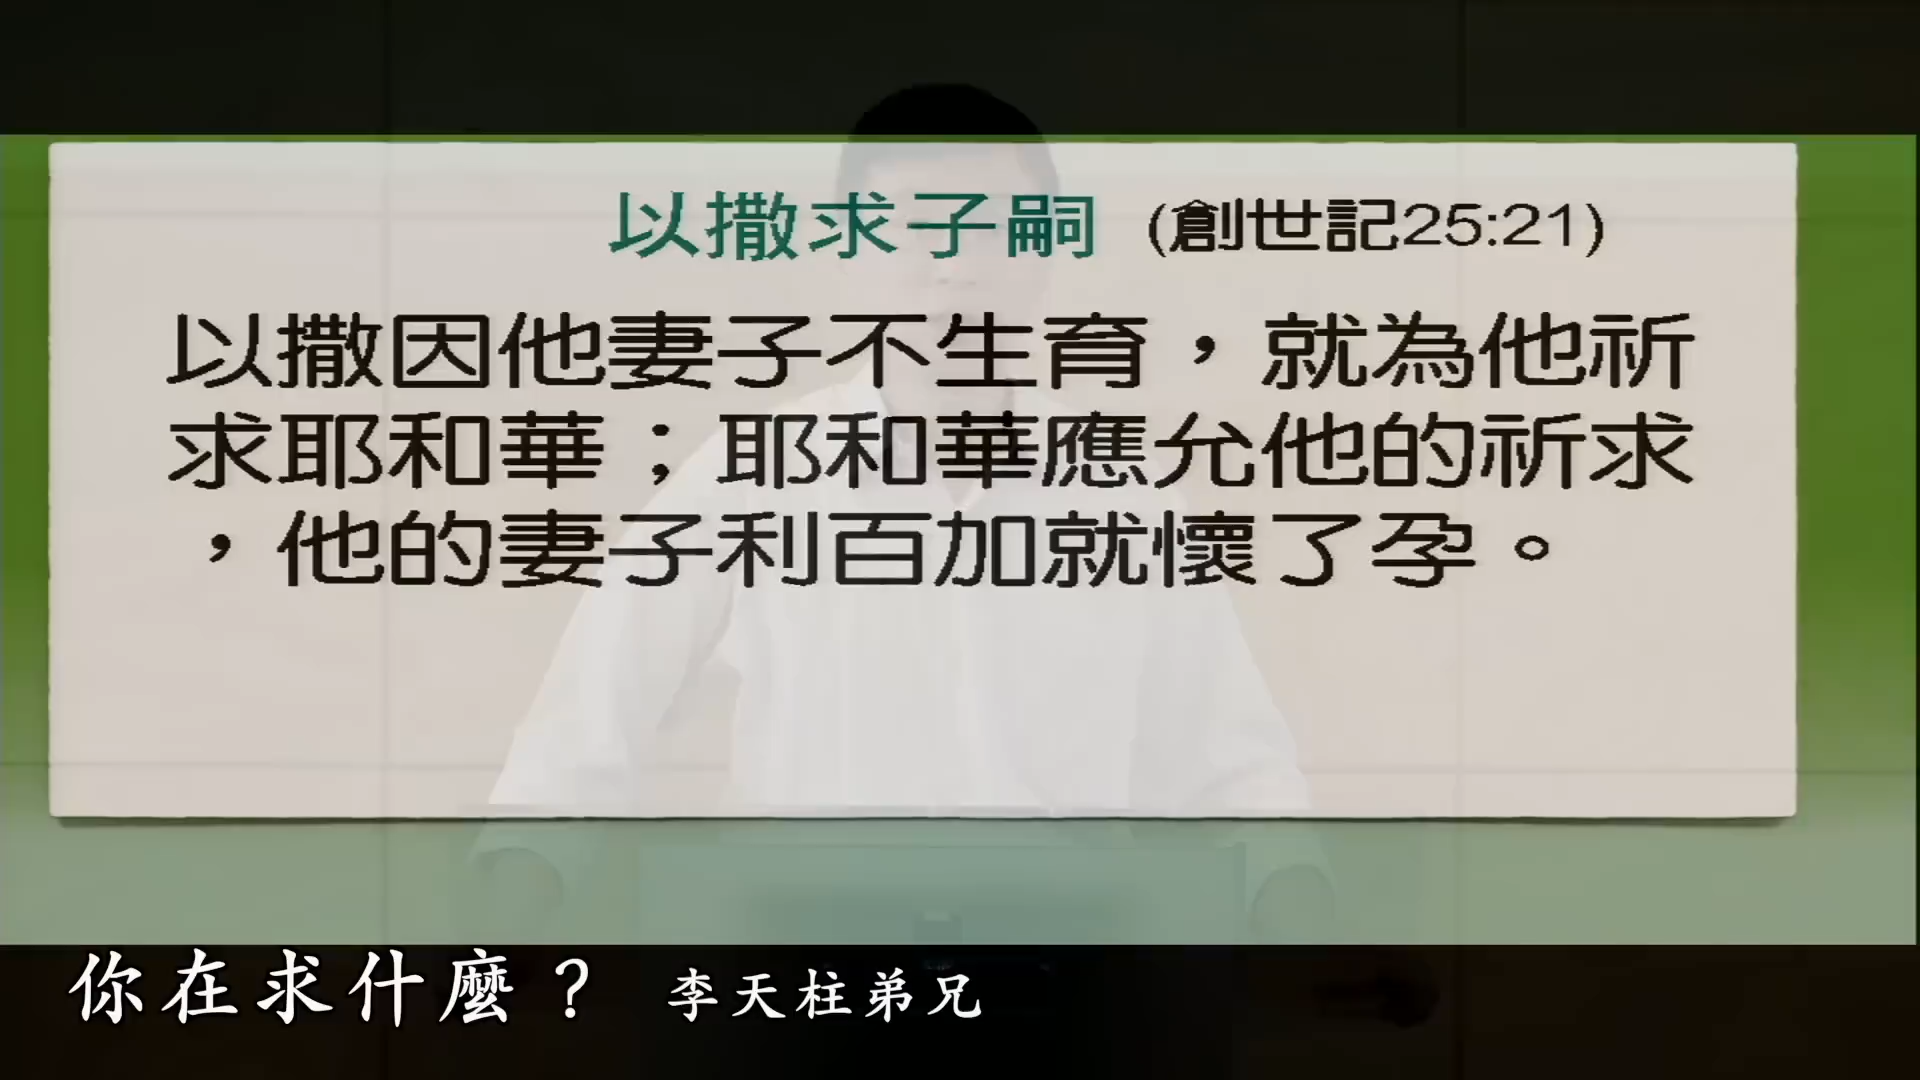 以撒求子嗣 (創世記25:21)
以撒因他妻子不生育，就為他祈
求耶和華；耶和華應允他的祈求
，他的妻子利百加就懷了孕。
你在求什麼？ 李天柱弟兄